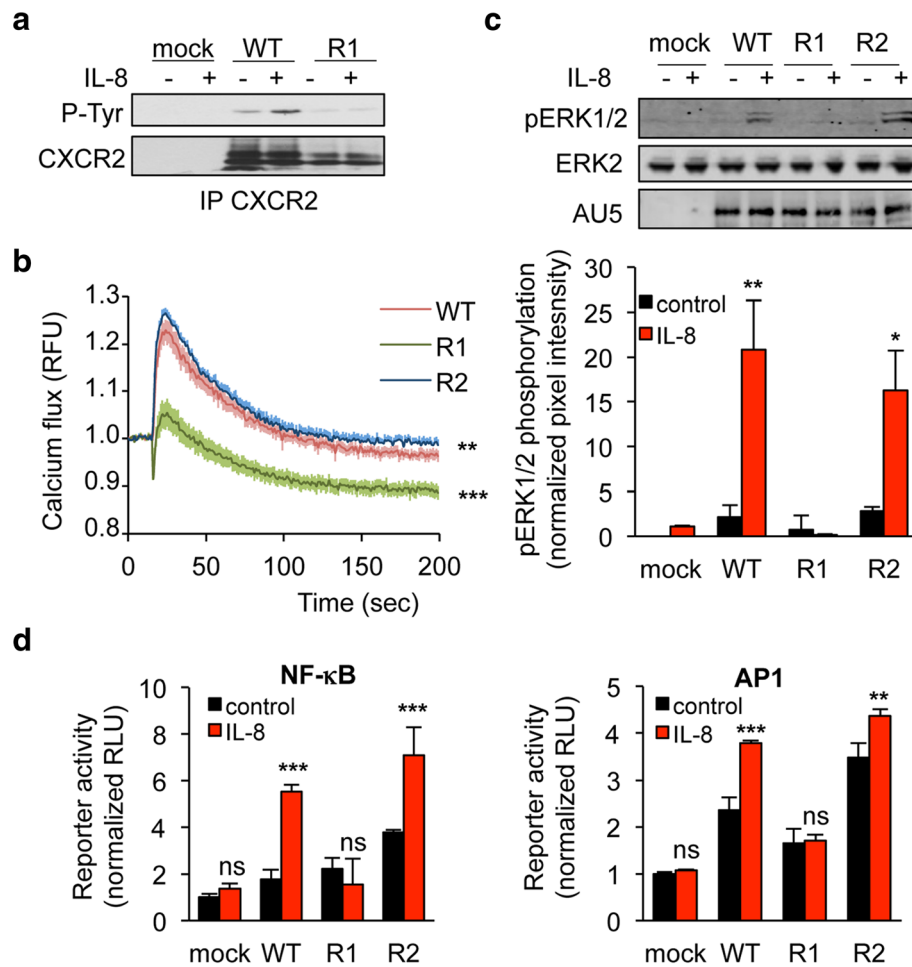 a
mock WT R1
IL-8 - + - + - +
P-Tyr
CXCR2
IP CXCR2
c
mock WT R1 R2
IL-8 - + - + - + - +
pERK1/2
ERK2
AU5
b
Calcium flux (RFU)
1.3
1.2
1.1
1.0
0.9
0.8
WT
R1
R2
**
***
0 50 100 150 200
Time (sec)
pERK1/2 phosphorylation
(normalized pixel intesnsity)
30
25
20
15
10
5
0
control
IL-8
**
*
mock WT R1 R2
d
NF-κB
Reporter activity
(normalized RLU)
10
8
6
4
2
0
control
IL-8
ns *** ns ***
mock WT R1 R2
AP1
Reporter activity
(normalized RLU)
5
4
3
2
1
0
control
IL-8
ns *** ns **
mock WT R1 R2